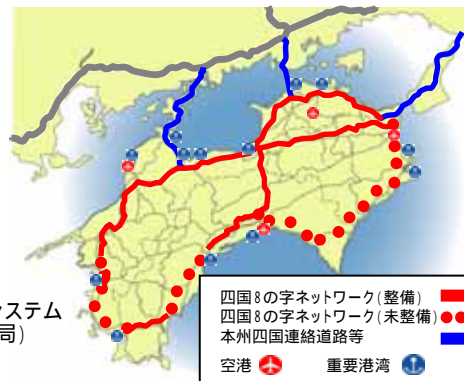 ステム
局)
四国8の字ネットワーク(整備)
四国8の字ネットワーク(未整備)
本州四国連絡道路等
空港 重要港湾